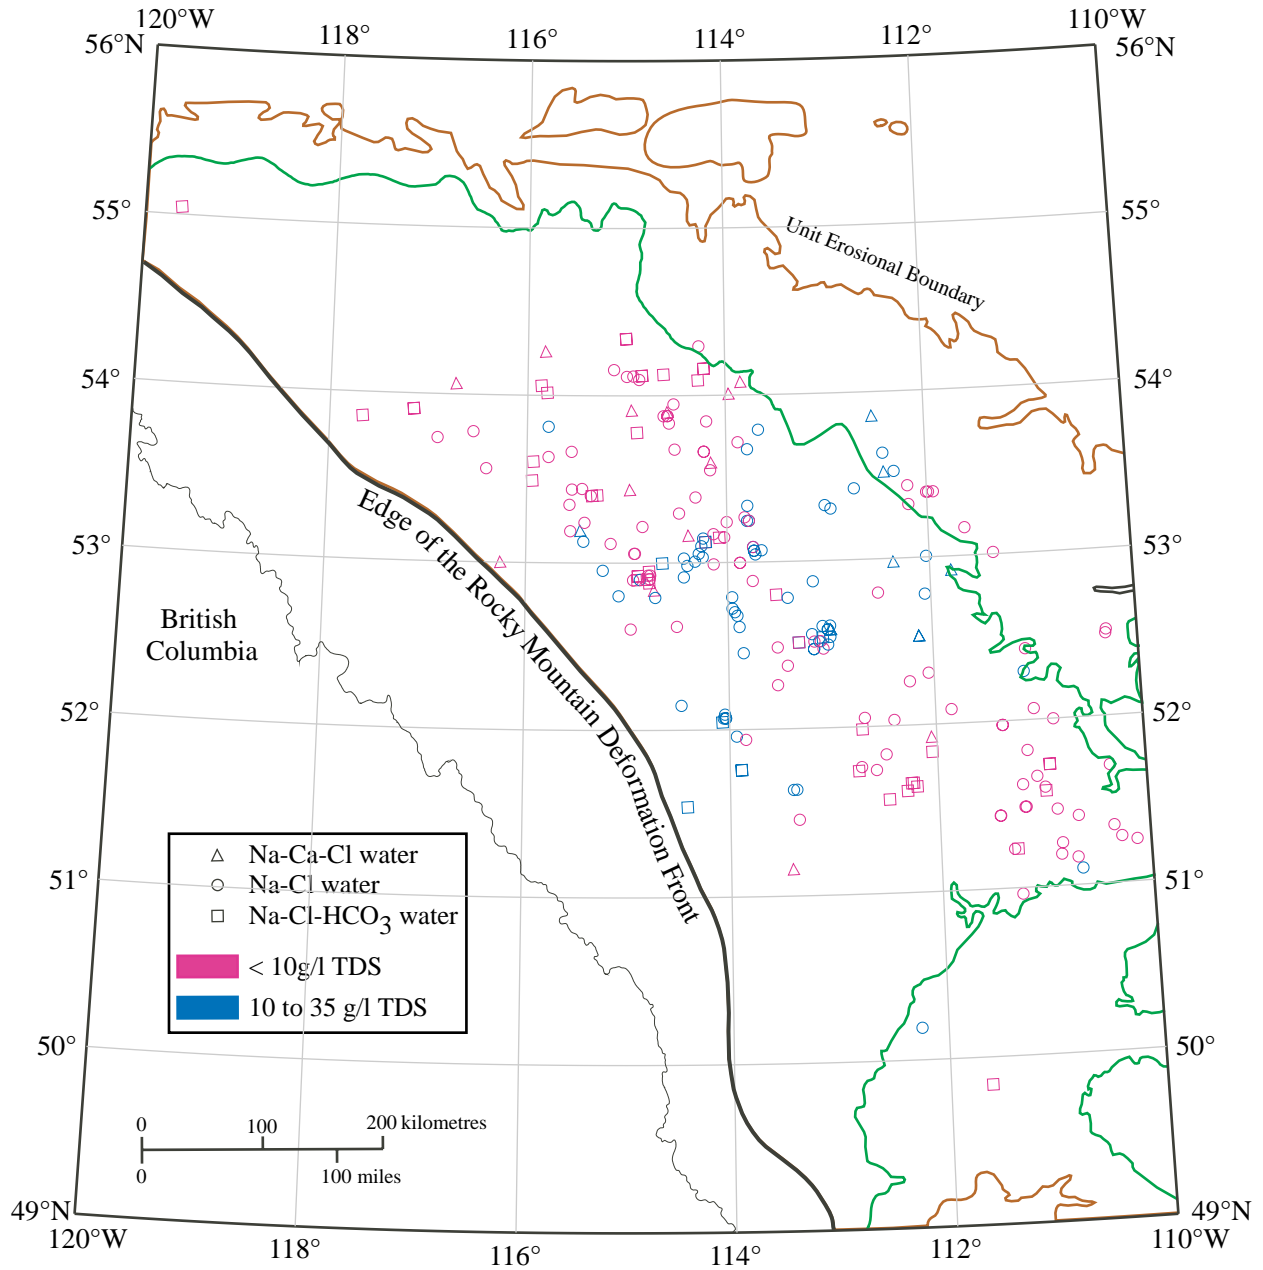 120°W
110°W
56°N
118°
116°
114°
112°
56°N
55°
55°
Unit Erosional Boundary
54°
54°
53°
53°
Edge of the Rocky Mountain Deformation Front
British
Columbia
52°
52°
Na-Ca-Cl water
Na-Cl water
Na-Cl-HCO3 water
< 10g/l TDS
10 to 35 g/l TDS
51°
51°
50°
50°
0 100 200 kilometres
0 100 miles
49°N
49°N
120°W
118°
116°
114°
112°
110°W